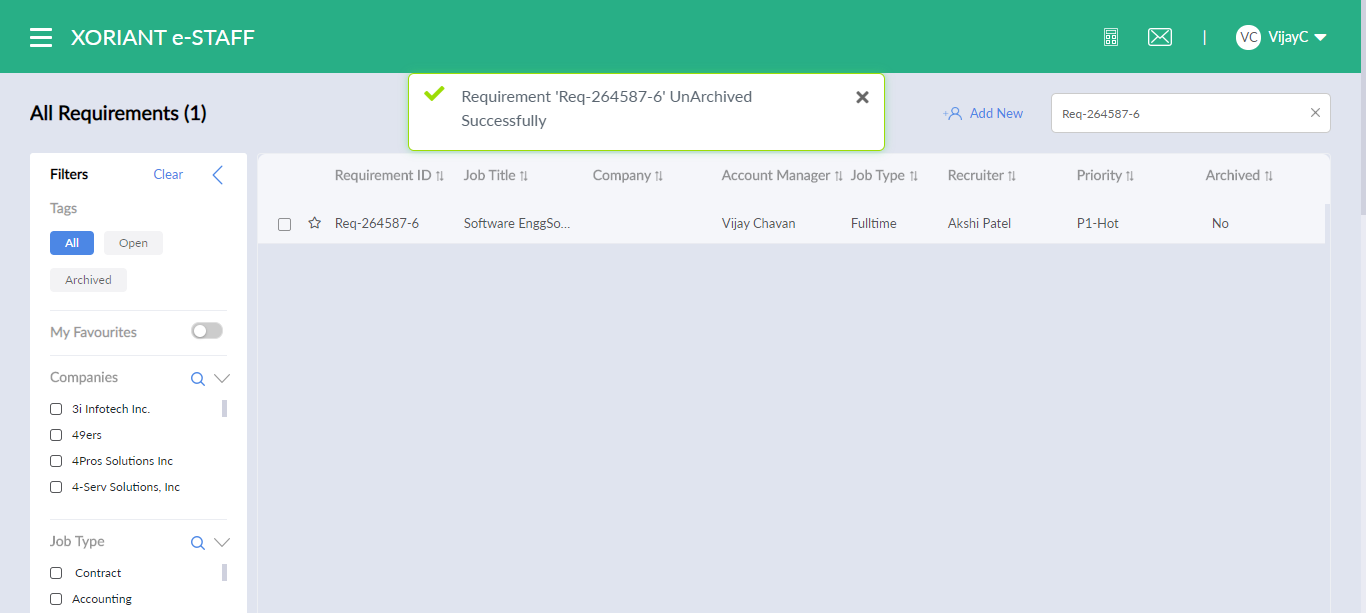 XORIANT e-STAFF
|
VC
VijayC
Requirement 'Req-264587-6' UnArchived
Successfully
All Requirements (1)
Add New
Req-264587-6
Filters
Clear
Requirement ID
Job Title
Company
Account Manager
Job Type
Recruiter
Priority
Archived
Tags
Req-264587-6
Software EnggSo...
Vijay Chavan
Fulltime
Akshi Patel
P1-Hot
No
All
Open
Archived
My Favourites
Companies
3i Infotech Inc.
49ers
4Pros Solutions Inc
4-Serv Solutions, Inc
Job Type
Contract
Accounting